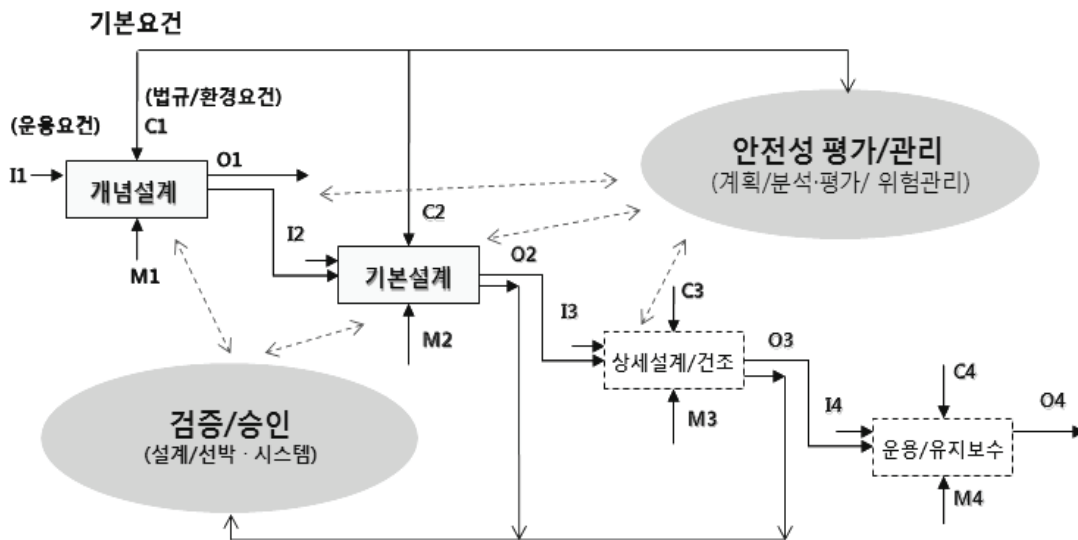 기본요건
(법규/환경요건)
(운용요건)
C1
I1
개념설계
O1
M1
안전성 평가/관리
(계획/분석·평가/ 위험관리)
C2
I2
기본설계
O2
M2
C3
I3
상세설계/건조
O3
M3
검증/승인
(설계/선박 · 시스템)
C4
I4
운용/유지보수
O4
M4